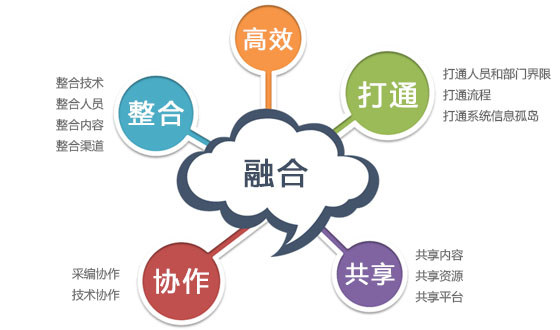 高效
打通
打通人员和部门界限
打通流程
打通系统信息孤岛
整合技术
整合人员
整合内容
整合渠道
整合
融合
采编协作
技术协作
协作
共享
共享内容
共享资源
共享平台